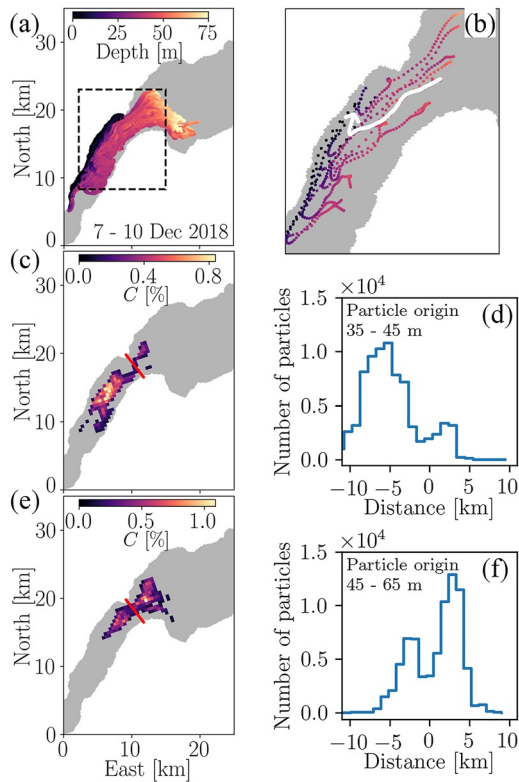 (a)
0 25 50 75
Depth [m]
North [km]
30
20
10
0
7 - 10 Dec 2018
(b)
(c)
0.0 0.4 0.8
C [%]
North [km]
30
20
10
0
(d)
×10⁴
Particle origin
35 - 45 m
Number of particles
1.5
1.0
0.5
0.0
−10 −5 0 5 10
Distance [km]
(e)
0.0 0.5 1.0
C [%]
North [km]
30
20
10
0
0 10 20
East [km]
(f)
×10⁴
Particle origin
45 - 65 m
Number of particles
1.5
1.0
0.5
0.0
−10 −5 0 5 10
Distance [km]